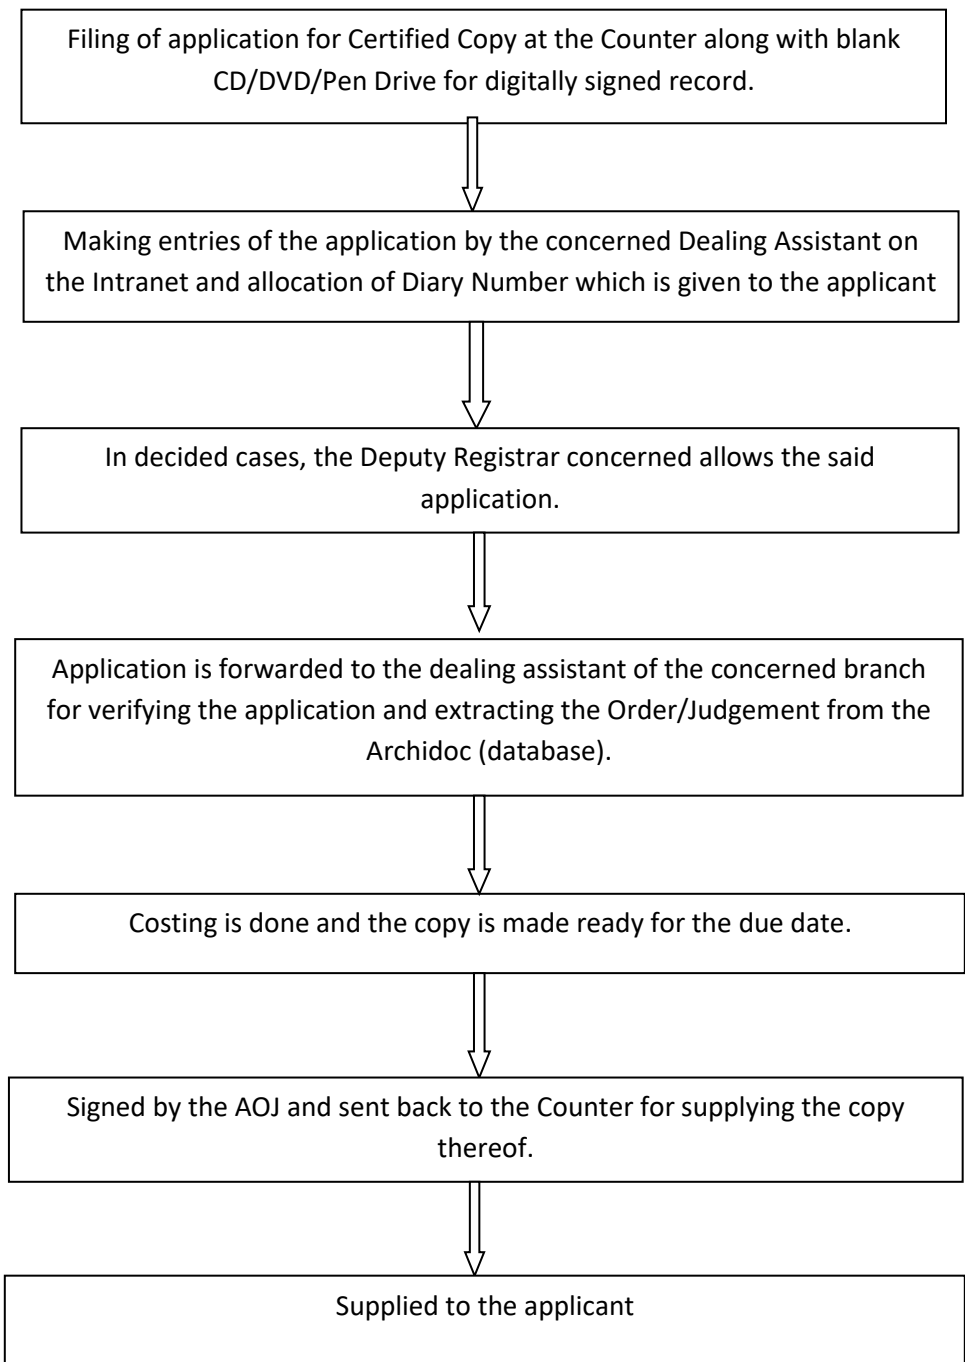 Filing of application for Certified Copy at the Counter along with blank
CD/DVD/Pen Drive for digitally signed record.
Making entries of the application by the concerned Dealing Assistant on
the Intranet and allocation of Diary Number which is given to the applicant
In decided cases, the Deputy Registrar concerned allows the said
application.
Application is forwarded to the dealing assistant of the concerned branch
for verifying the application and extracting the Order/Judgement from the
Archidoc (database).
Costing is done and the copy is made ready for the due date.
Signed by the AOJ and sent back to the Counter for supplying the copy
thereof.
Supplied to the applicant